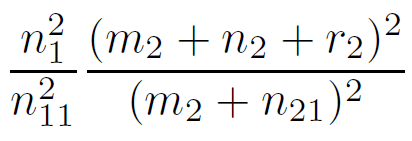 \frac{n_1^2}{n_{11}^2} \frac{(m_2 + n_2 + r_2)^2}{(m_2 + n_{21})^2}